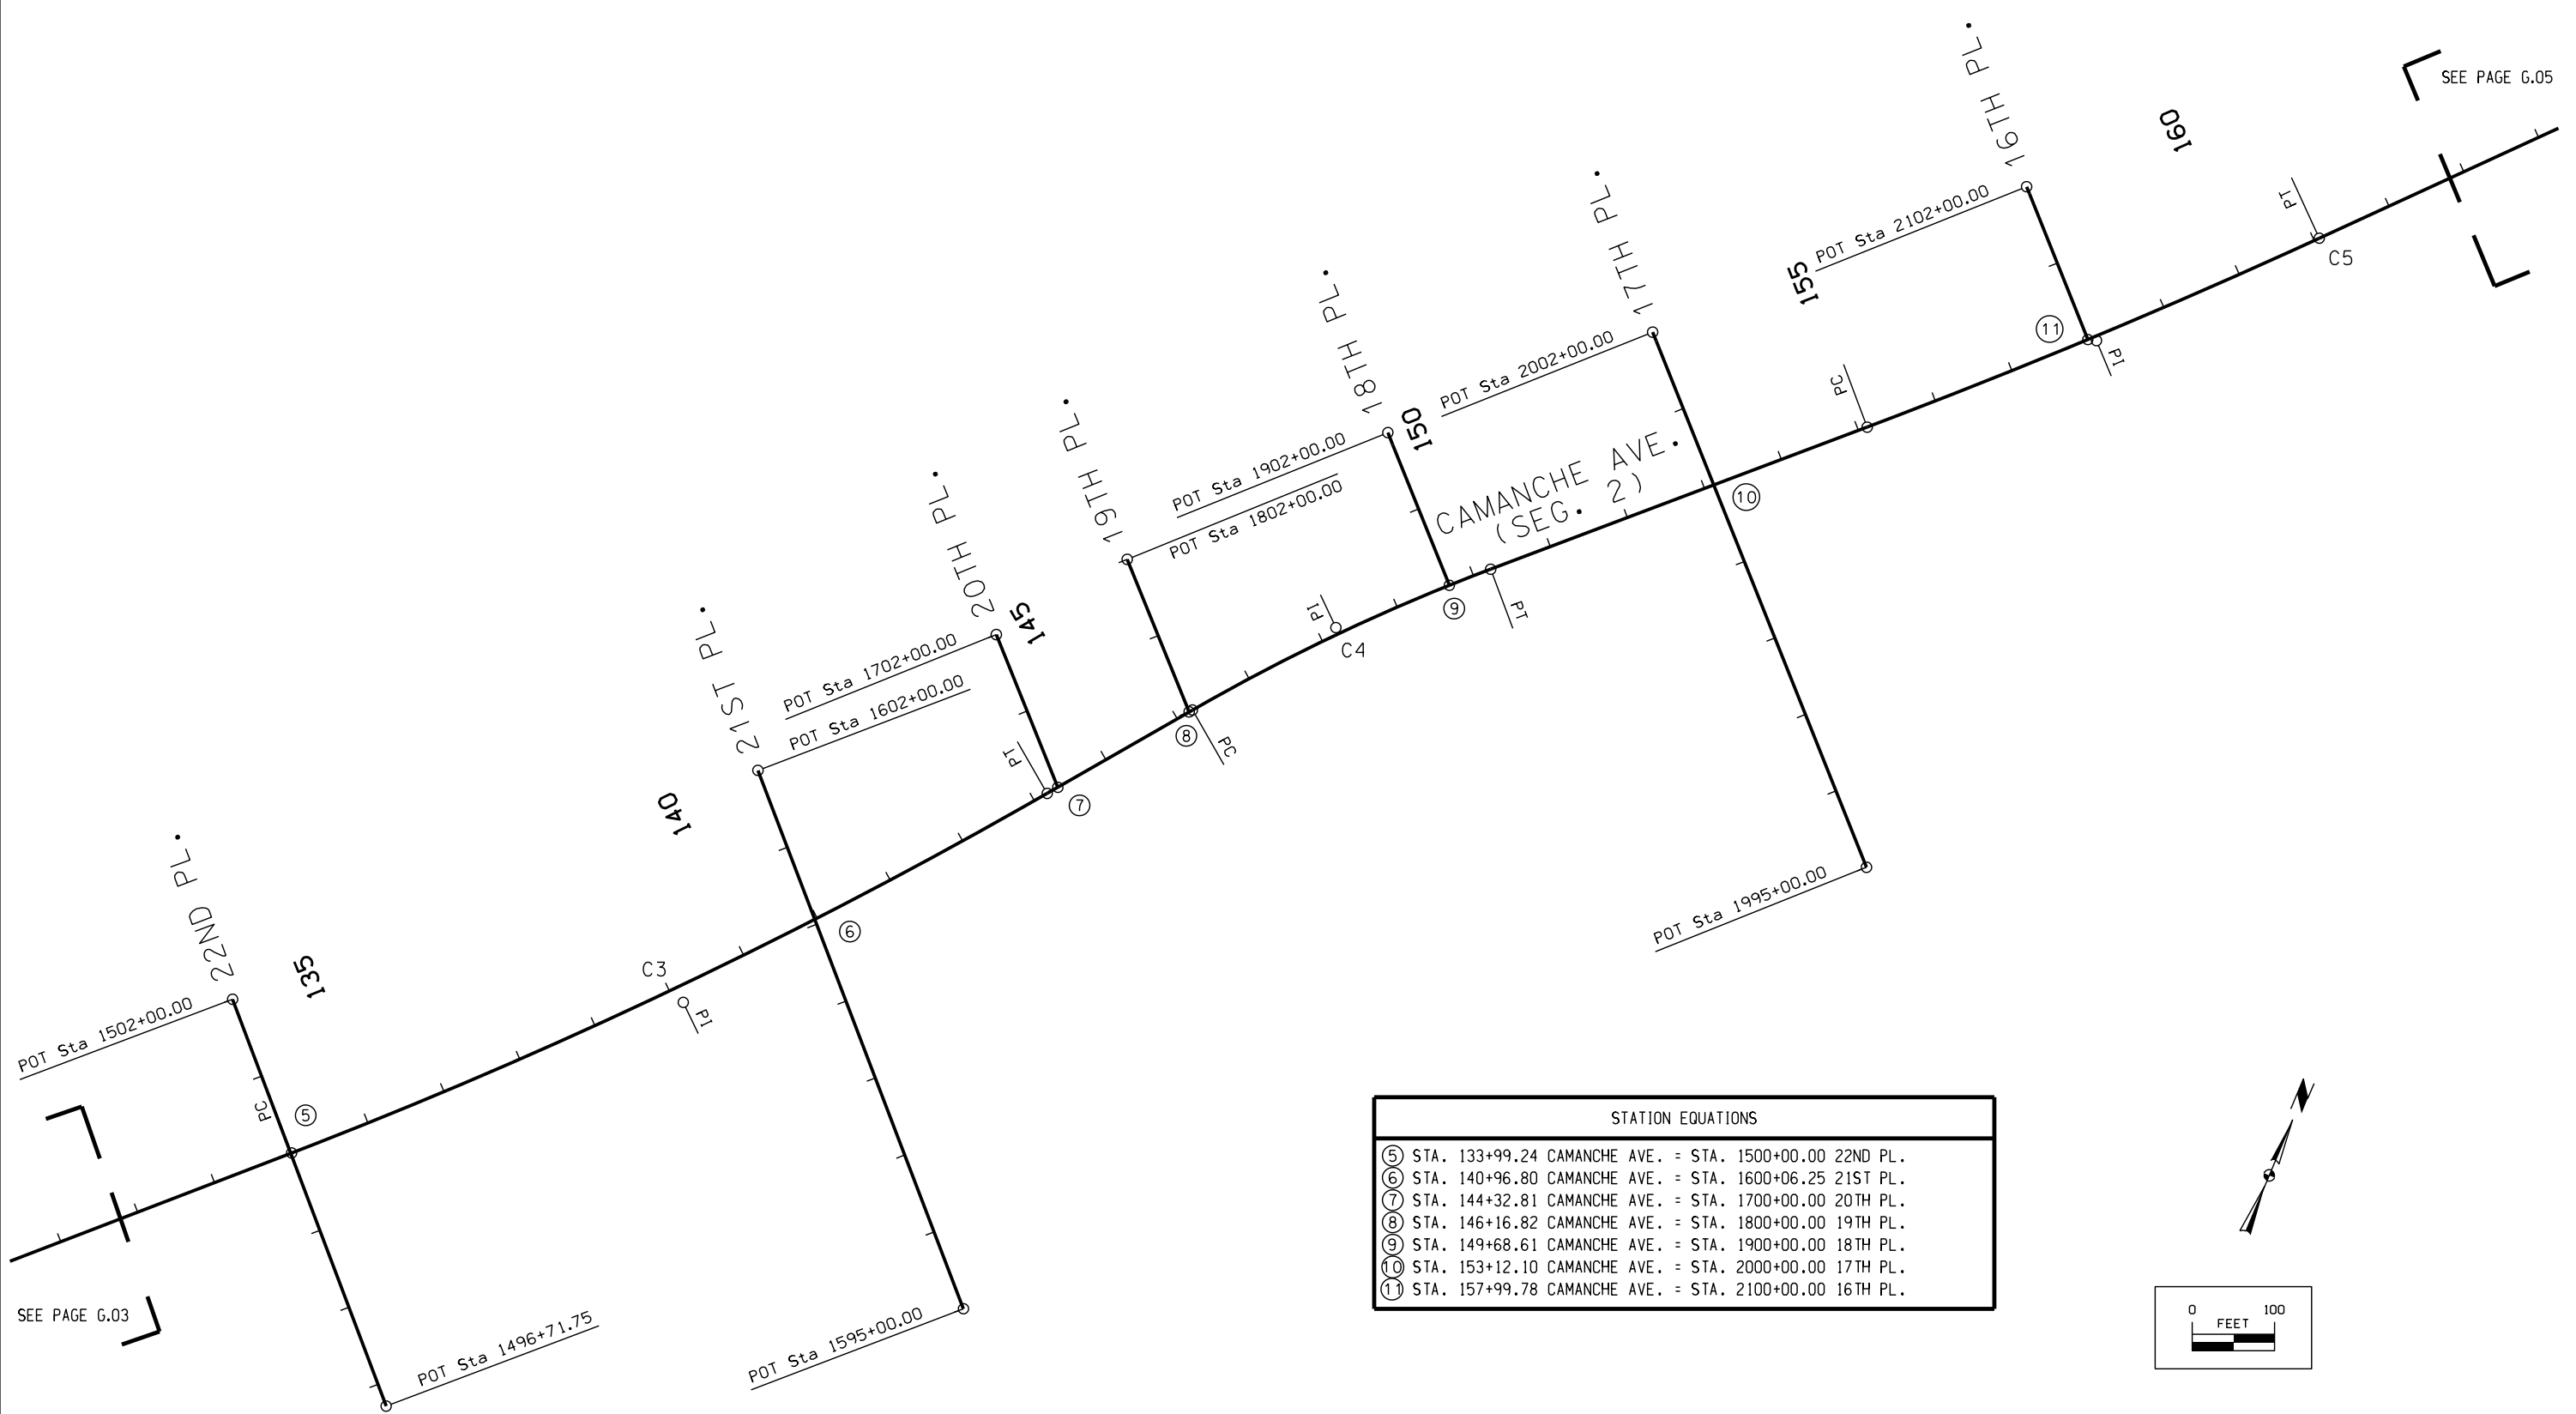 SEE PAGE G.05
16TH PL.
160
PT
POT Sta 2102+00.00
155
C5
17TH PL.
11
PI
POT Sta 2002+00.00
PC
18TH PL.
150
POT Sta 1902+00.00
CAMANCHE AVE.
(SEG. 2)
10
19TH PL.
POT Sta 1802+00.00
PI
9
PT
C4
20TH PL.
145
POT Sta 1702+00.00
21ST PL.
POT Sta 1602+00.00
PT
8
PC
7
140
POT Sta 1995+00.00
6
22ND PL.
135
C3
PI
POT Sta 1502+00.00
PC
5
SEE PAGE G.03
POT Sta 1496+71.75
POT Sta 1595+00.00
STATION EQUATIONS
5 STA. 133+99.24 CAMANCHE AVE. = STA. 1500+00.00 22ND PL.
6 STA. 140+96.80 CAMANCHE AVE. = STA. 1600+06.25 21ST PL.
7 STA. 144+32.81 CAMANCHE AVE. = STA. 1700+00.00 20TH PL.
8 STA. 146+16.82 CAMANCHE AVE. = STA. 1800+00.00 19TH PL.
9 STA. 149+68.61 CAMANCHE AVE. = STA. 1900+00.00 18TH PL.
10 STA. 153+12.10 CAMANCHE AVE. = STA. 2000+00.00 17TH PL.
11 STA. 157+99.78 CAMANCHE AVE. = STA. 2100+00.00 16TH PL.
N
0 100
FEET